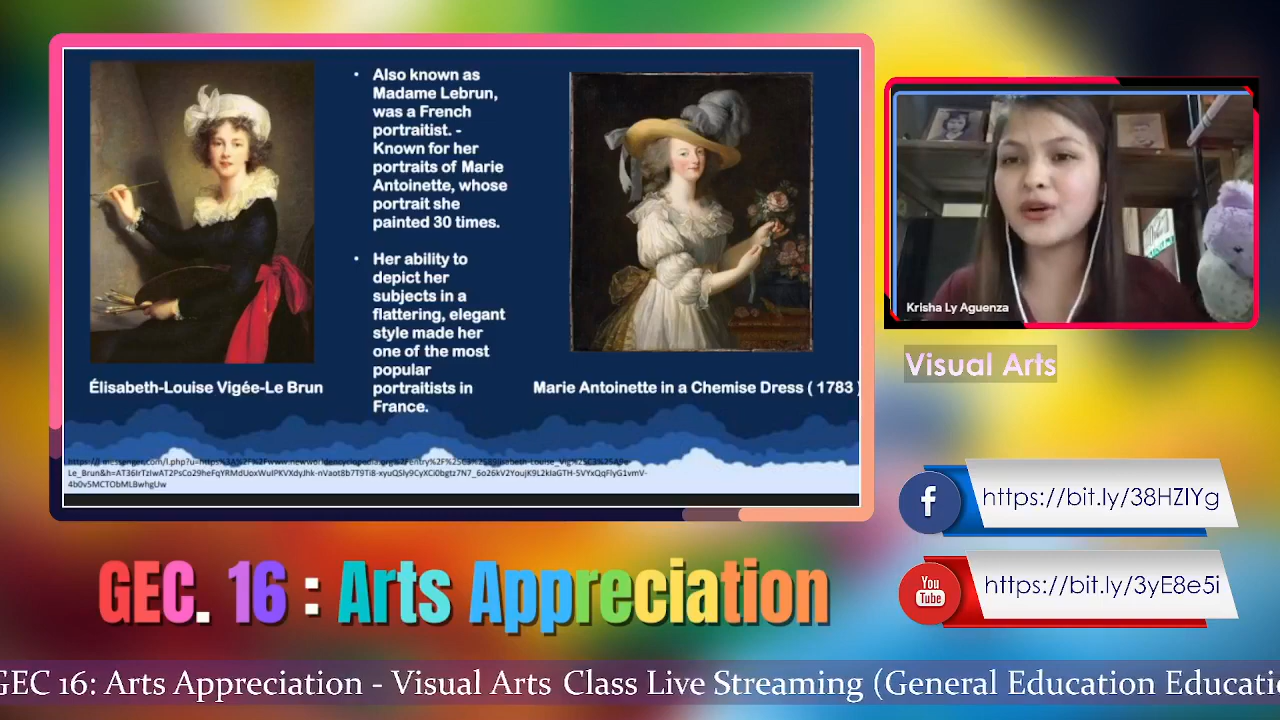 • Also known as
Madame Lebrun,
was a French
portraitist. -
Known for her
portraits of Marie
Antoinette, whose
portrait she
painted 30 times.
• Her ability to
depict her
subjects in a
flattering, elegant
style made her
one of the most
popular
portraitists in
France.
Élisabeth-Louise Vigée-Le Brun
Marie Antoinette in a Chemise Dress ( 1783 )
Krisha Ly Aguenza
Visual Arts
https://bit.ly/38HZIYg
You
Tube
https://bit.ly/3yE8e5i
GEC. 16 : Arts Appreciation
GEC 16: Arts Appreciation - Visual Arts Class Live Streaming (General Education Educati